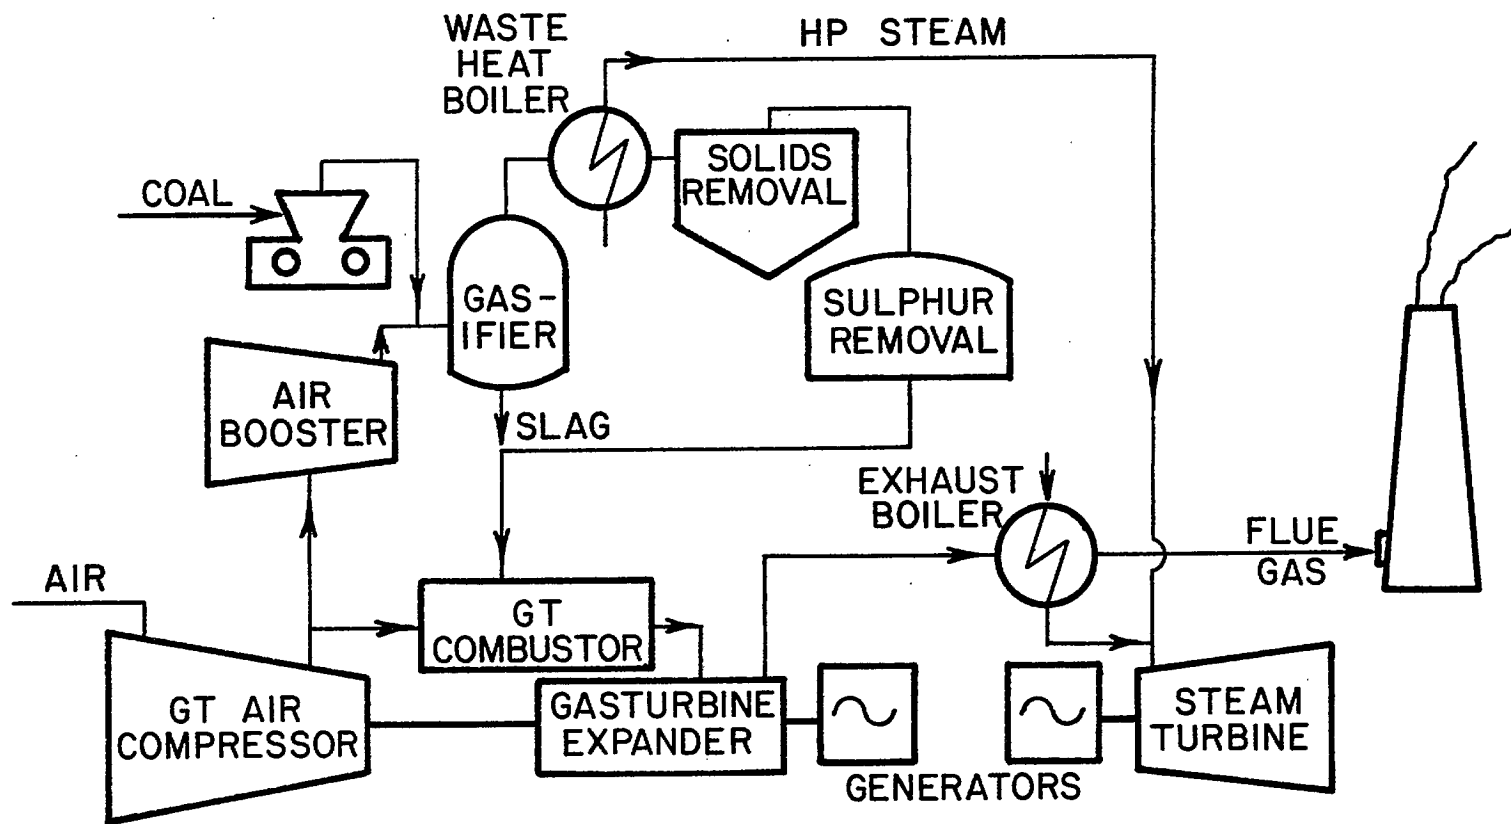 WASTE
HEAT
BOILER
HP STEAM
COAL
SOLIDS
REMOVAL
GAS-
IFIER
SULPHUR
REMOVAL
AIR
BOOSTER
SLAG
EXHAUST
BOILER
FLUE
GAS
AIR
GT
COMBUSTOR
GT AIR
COMPRESSOR
GASTURBINE
EXPANDER
STEAM
TURBINE
GENERATORS